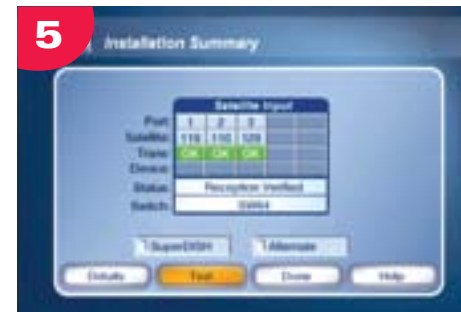 5
Installation Summary
Satellite Input
Port 1 2 3
Satellite 119 110 129
Trans OK OK OK
Device
Status Reception Verified
Switch SW64
SuperDISH Alternate
Details Test Done Help